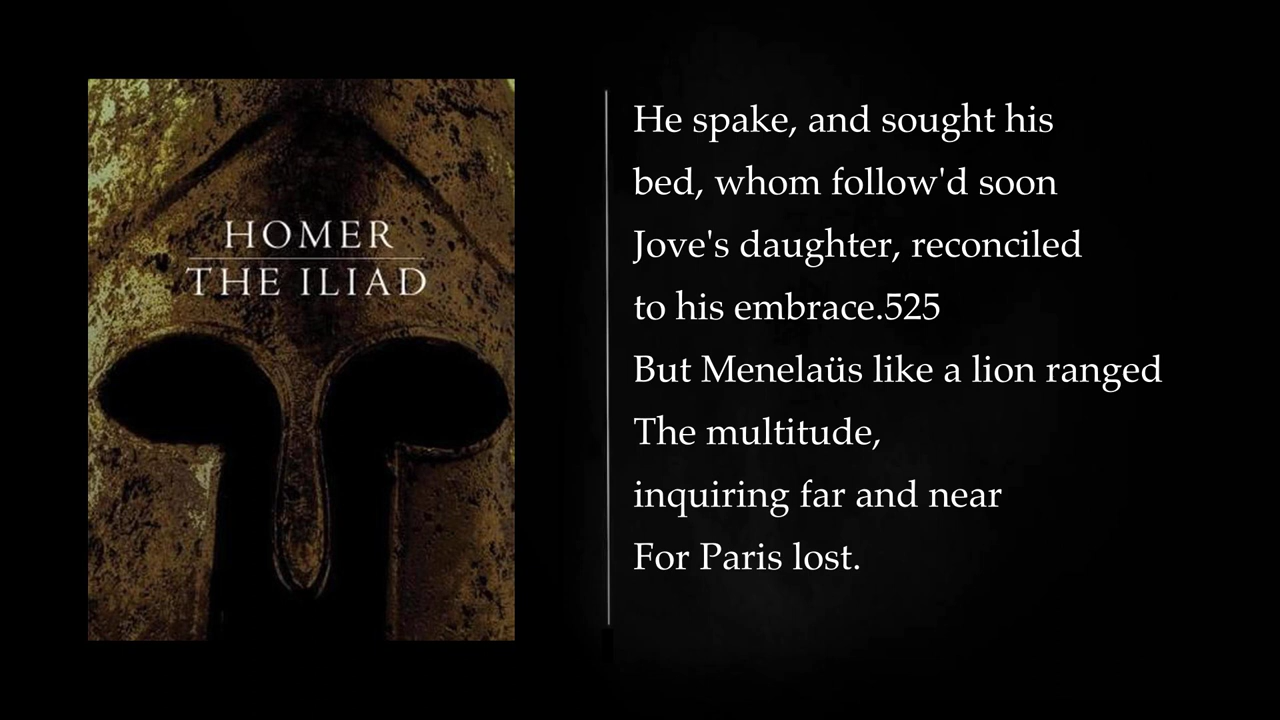 HOMER
THE ILIAD
He spake, and sought his
bed, whom follow'd soon
Jove's daughter, reconciled
to his embrace.525
But Menelaüs like a lion ranged
The multitude,
inquiring far and near
For Paris lost.